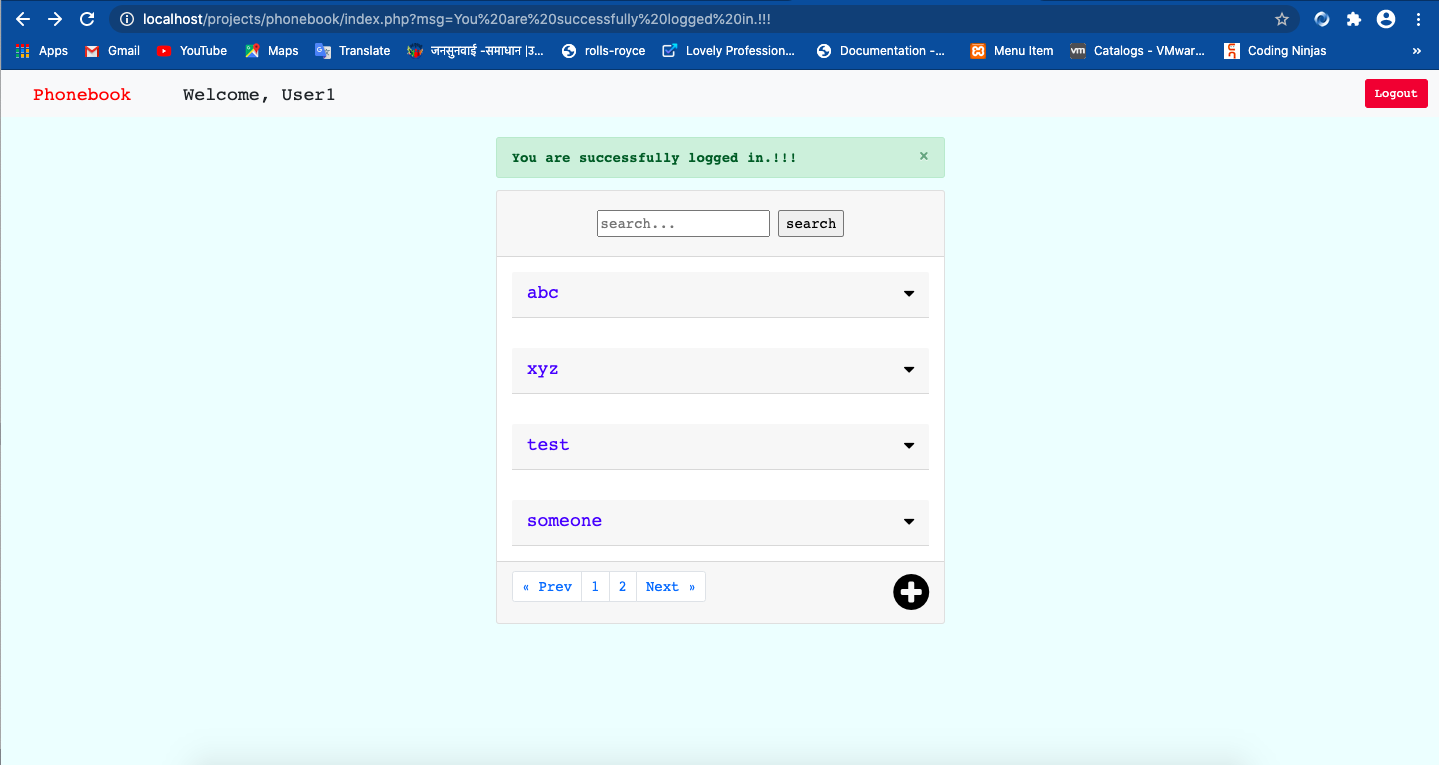 localhost/projects/phonebook/index.php?msg=You%20are%20successfully%20logged%20in.!!!
Apps Gmail YouTube Maps Translate जनसुनवाई -समाधान |उ... rolls-royce Lovely Profession... Documentation -... Menu Item Catalogs - VMwar... Coding Ninjas »
Phonebook Welcome, User1 Logout
You are successfully logged in.!!! ×
search... search
abc
xyz
test
someone
« Prev 1 2 Next »